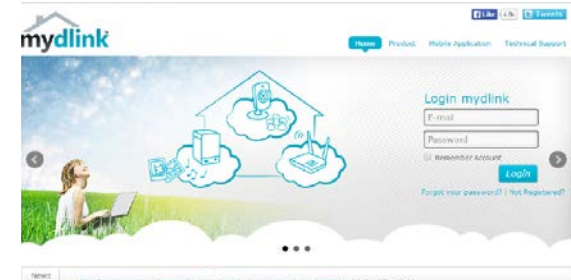 Like
Tweets
mydlink
Home Product Mobile Application Technical Support
Login mydlink
E-mail
Password
Remember Account
Login
Forgot your password? | Not Registered?
News